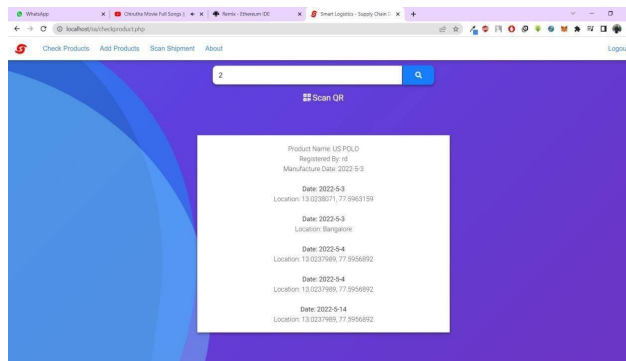 WhatsApp
Chirutha Movie Full Songs |
Remix - Ethereum IDE
Smart Logistics - Supply Chain D
localhost/oa/checkproduct.php
Check Products
Add Products
Scan Shipment
About
Logou
2
Scan QR
Product Name: US POLO
Registered By: rd
Manufacture Date: 2022-5-3
Date: 2022-5-3
Location: 13.0238071, 77.5963159
Date: 2022-5-3
Location: Bangalore
Date: 2022-5-4
Location: 13.0237989, 77.5956892
Date: 2022-5-4
Location: 13.0237989, 77.5956892
Date: 2022-5-14
Location: 13.0237989, 77.5956892